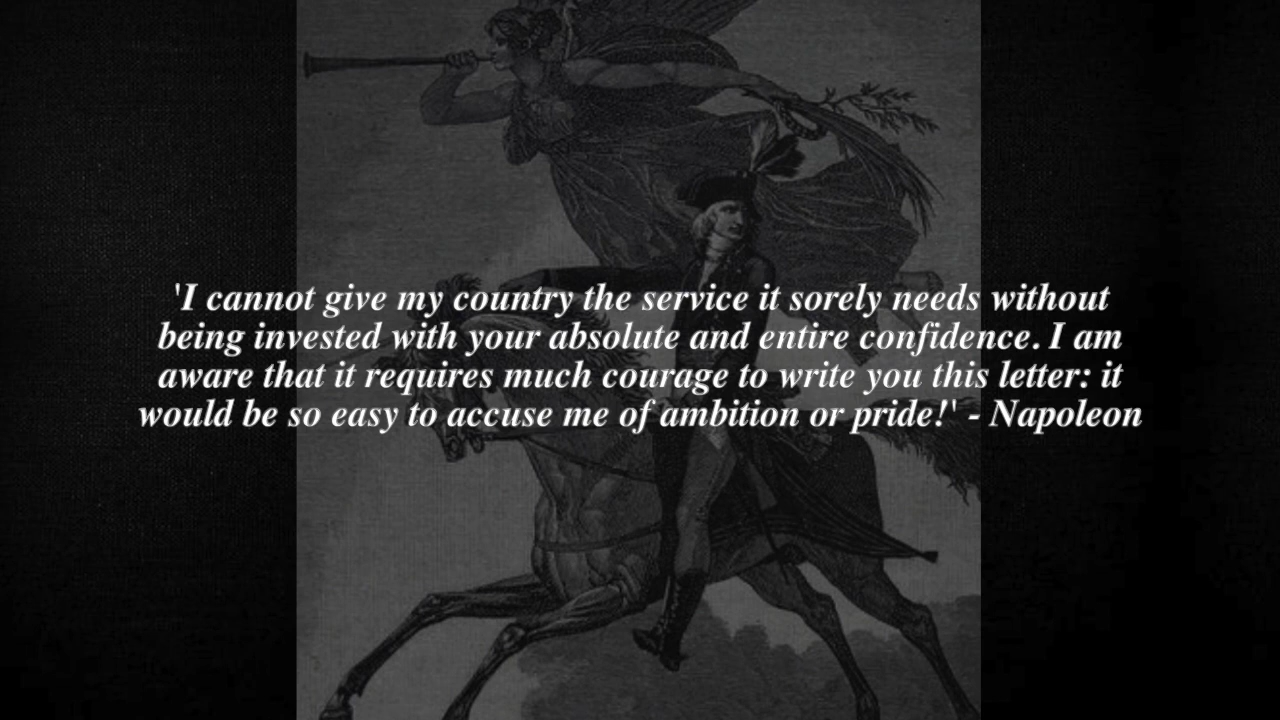 'I cannot give my country the service it sorely needs without
being invested with your absolute and entire confidence. I am
aware that it requires much courage to write you this letter: it
would be so easy to accuse me of ambition or pride!' - Napoleon